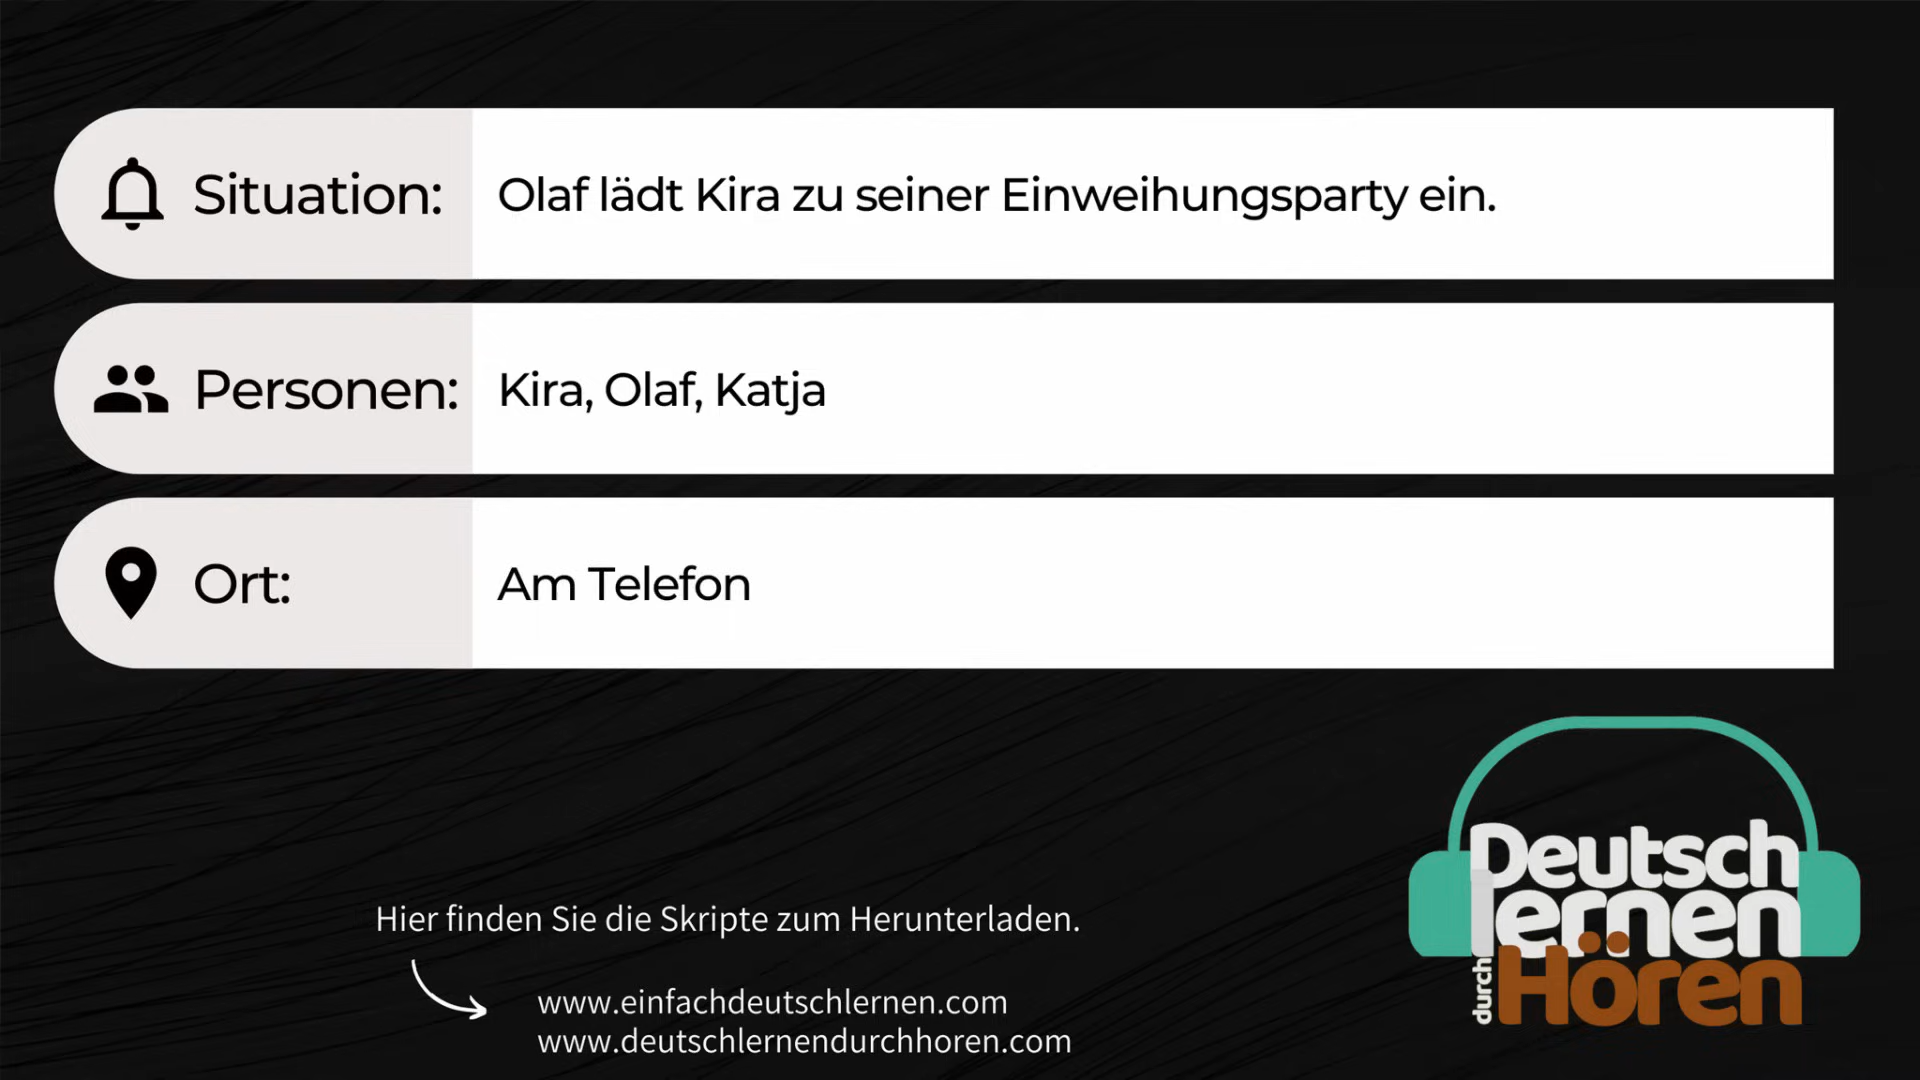 Situation: Olaf lädt Kira zu seiner Einweihungsparty ein.
Personen: Kira, Olaf, Katja
Ort: Am Telefon
Hier finden Sie die Skripte zum Herunterladen.
www.einfachdeutschlernen.com
www.deutschlernendurchhoren.com
Deutsch
lernen
durch Hören